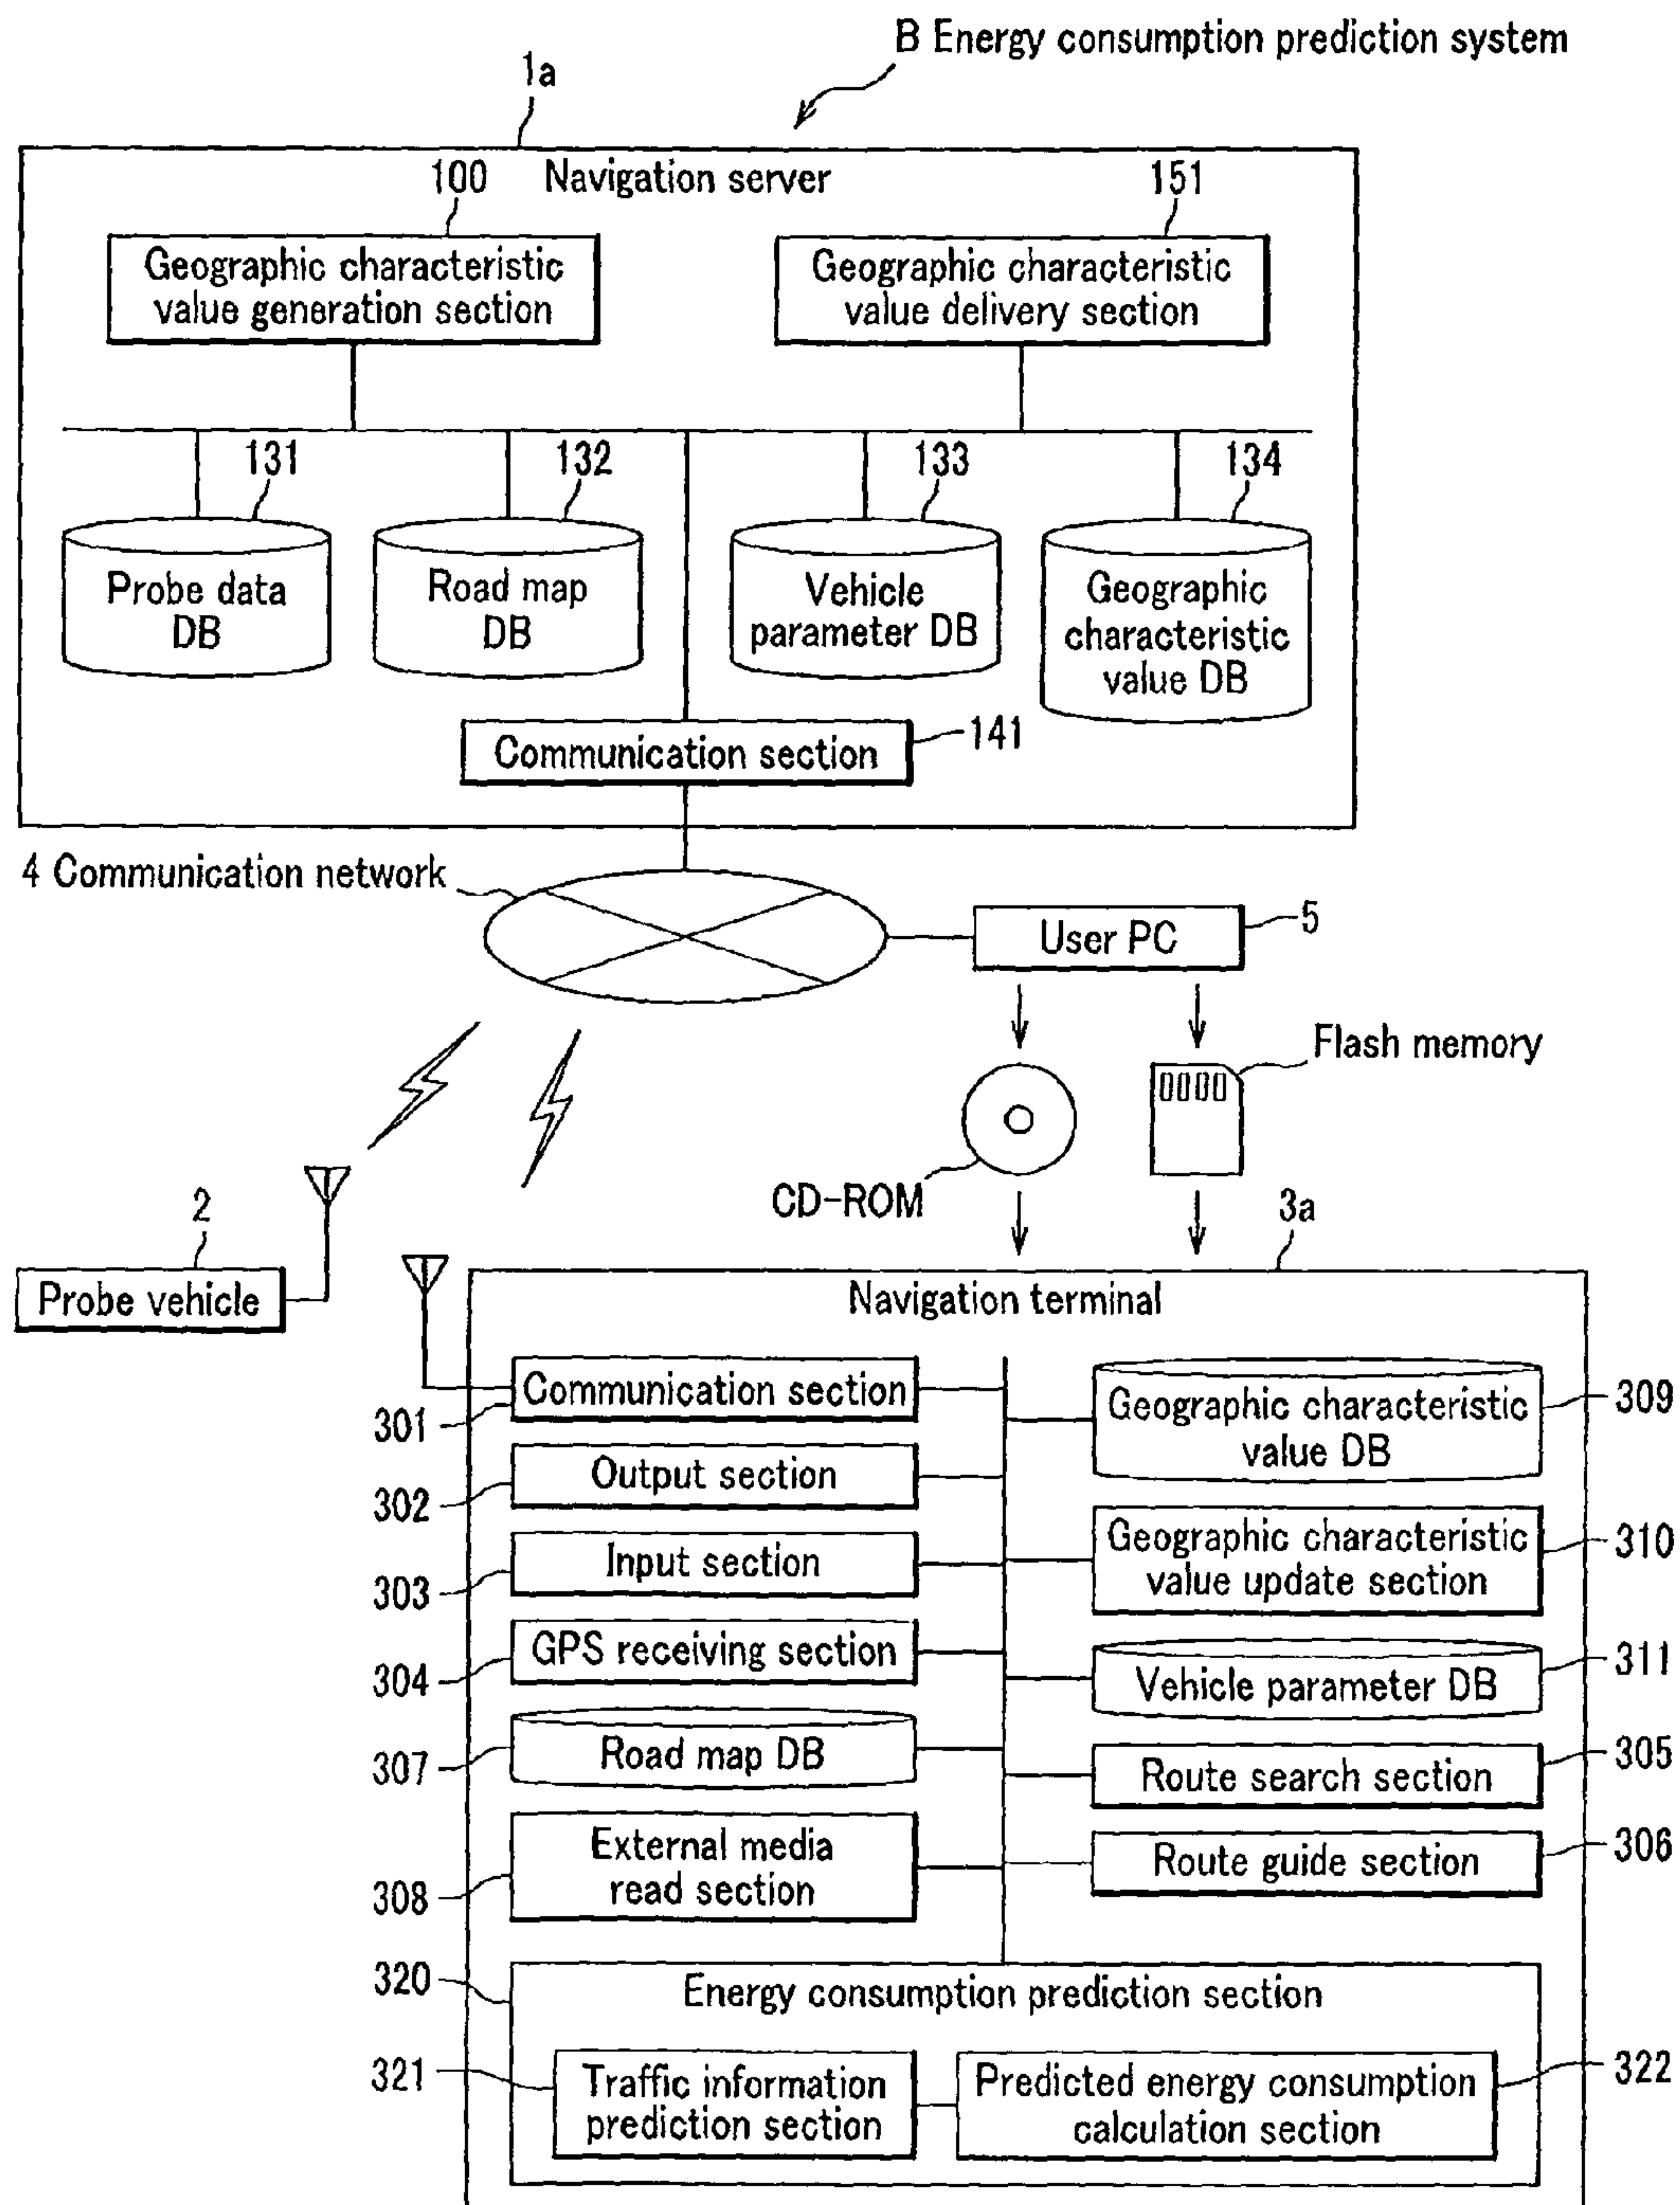 B Energy consumption prediction system
1a
Navigation server
100
151
Geographic characteristic
value generation section
Geographic characteristic
value delivery section
131
132
133
134
Probe data
DB
Road map
DB
Vehicle
parameter DB
Geographic
characteristic
value DB
Communication section
141
4 Communication network
User PC
5
Flash memory
CD-ROM
2
Probe vehicle
3a
Navigation terminal
Communication section
301
Output section
302
Input section
303
GPS receiving section
304
Road map DB
307
External media
read section
308
Geographic characteristic
value DB
309
Geographic characteristic
value update section
310
Vehicle parameter DB
311
Route search section
305
Route guide section
306
320
Energy consumption prediction section
321
Traffic information
prediction section
Predicted energy consumption
calculation section
322